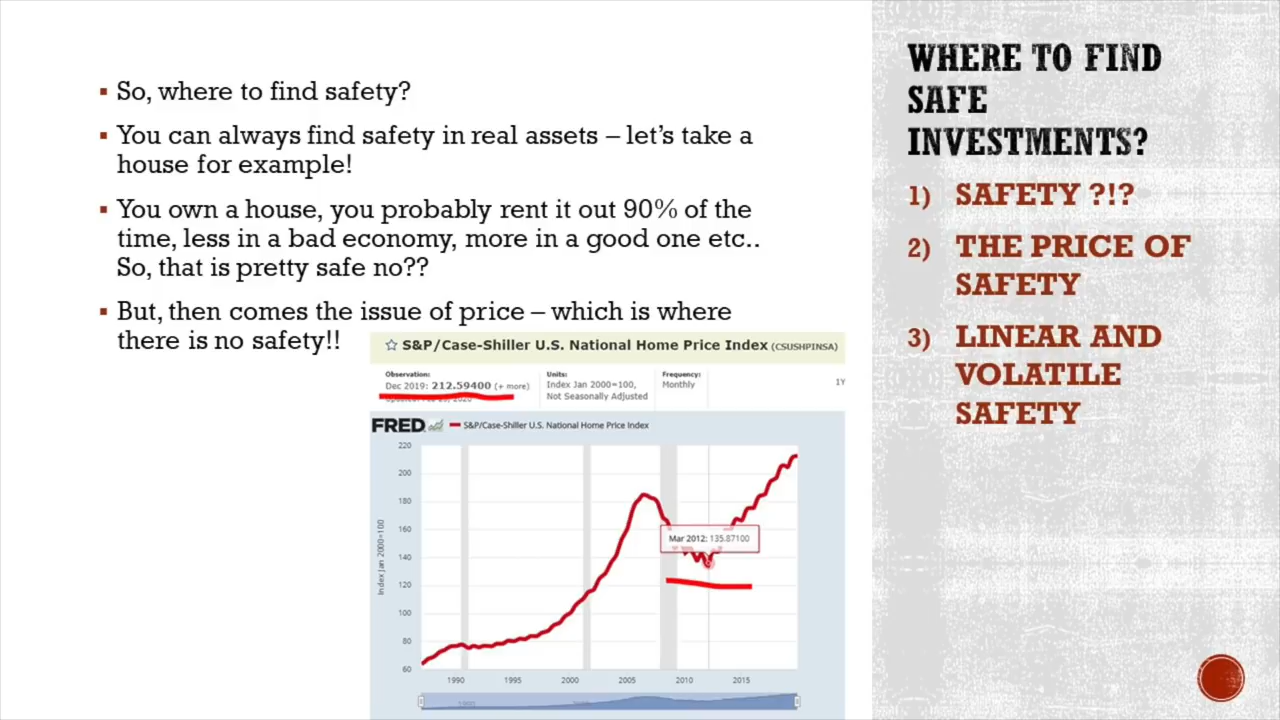 So, where to find safety?
You can always find safety in real assets – let's take a
house for example!
You own a house, you probably rent it out 90% of the
time, less in a bad economy, more in a good one etc..
So, that is pretty safe no??
But, then comes the issue of price – which is where
there is no safety!!
S&P/Case-Shiller U.S. National Home Price Index (CSUSHPINSA)
Observation:
Dec 2019: 212.59400 (+ more)
Units:
Index Jan 2000=100,
Not Seasonally Adjusted
Frequency:
Monthly
1Y
FRED
S&P/Case-Shiller U.S. National Home Price Index
220
200
180
160
140
120
100
80
60
Index Jan 2000=100
Mar 2012: 135.87100
1990
1995
2000
2005
2010
2015
WHERE TO FIND
SAFE
INVESTMENTS?
1) SAFETY ?!?
2) THE PRICE OF
SAFETY
3) LINEAR AND
VOLATILE
SAFETY